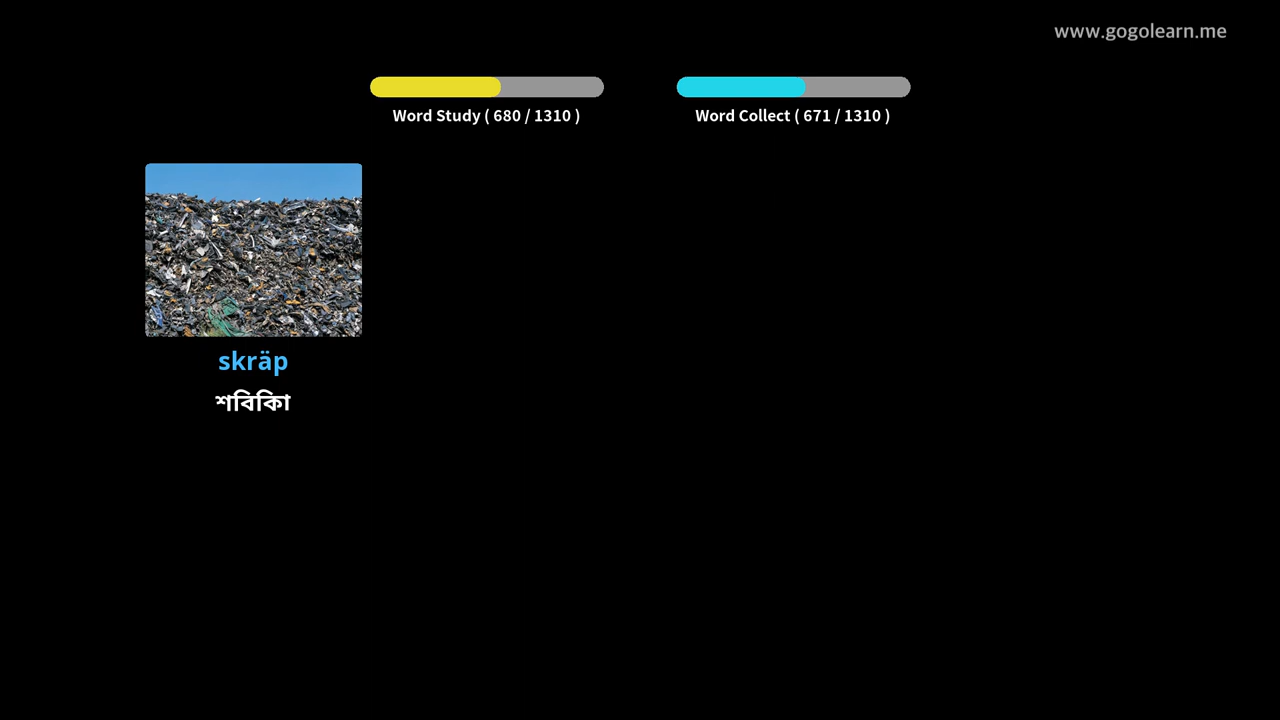 www.gogolearn.me
Word Study ( 680 / 1310 )
Word Collect ( 671 / 1310 )
skräp
শবিকিা